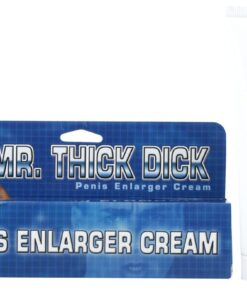 MR. THICK DICK
Penis Enlarger Cream
S ENLARGER CREAM